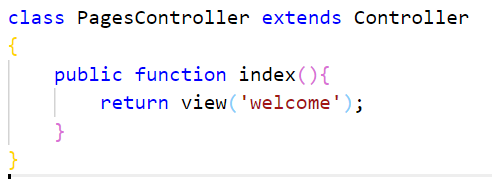 class PagesController extends Controller
{
    public function index(){
        return view('welcome');
    }
}